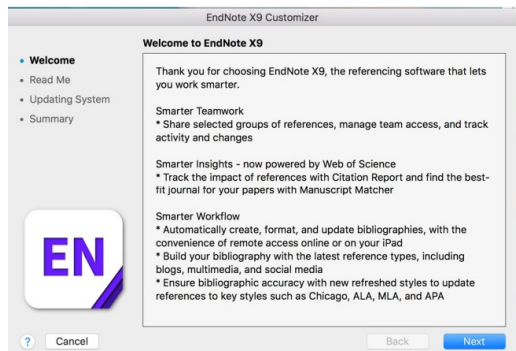 EndNote X9 Customizer
Welcome to EndNote X9
• Welcome
• Read Me
• Updating System
• Summary
Thank you for choosing EndNote X9, the referencing software that lets
you work smarter.
Smarter Teamwork
* Share selected groups of references, manage team access, and track
activity and changes
Smarter Insights - now powered by Web of Science
* Track the impact of references with Citation Report and find the best-
fit journal for your papers with Manuscript Matcher
Smarter Workflow
* Automatically create, format, and update bibliographies, with the
convenience of remote access online or on your iPad
* Build your bibliography with the latest reference types, including
blogs, multimedia, and social media
* Ensure bibliographic accuracy with new refreshed styles to update
references to key styles such as Chicago, ALA, MLA, and APA
EN
? Cancel Back Next